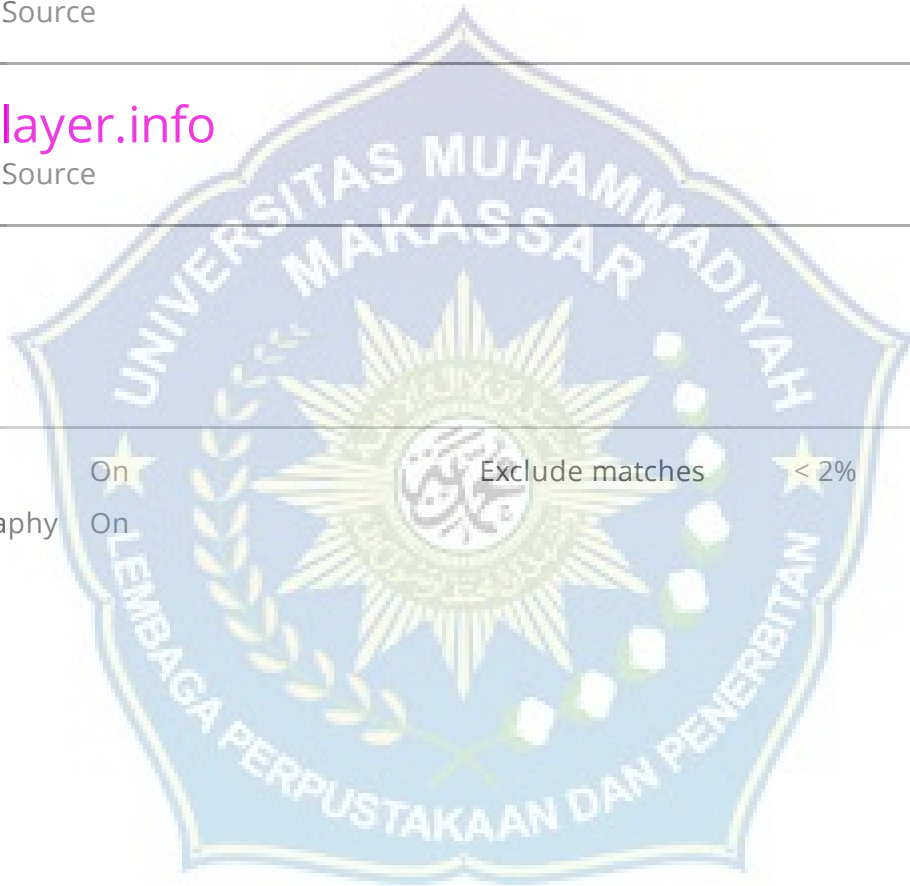 Source
layer.info
Source
UNIVERSITAS MUHAMMADIYAH
MAKASSAR
On
Exclude matches < 2%
aphy On
LEMBAGA PERPUSTAKAAN DAN PENERBITAN